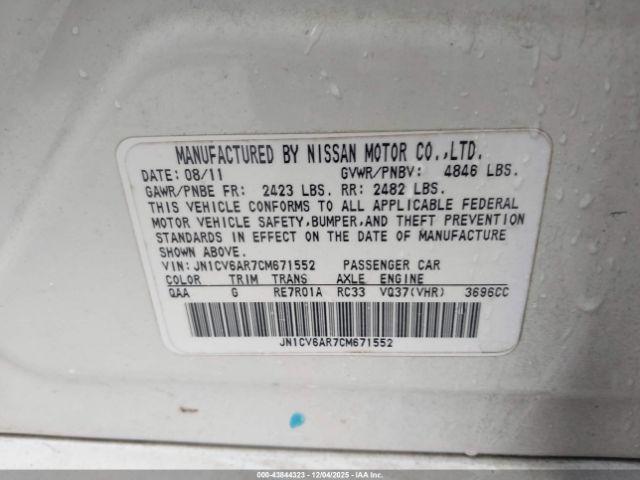 MANUFACTURED BY NISSAN MOTOR CO.,LTD.
DATE: 08/11 GVWR/PNBV: 4846 LBS.
GAWR/PNBE FR: 2423 LBS. RR: 2482 LBS.
THIS VEHICLE CONFORMS TO ALL APPLICABLE FEDERAL
MOTOR VEHICLE SAFETY,BUMPER,AND THEFT PREVENTION
STANDARDS IN EFFECT ON THE DATE OF MANUFACTURE
SHOWN ABOVE.
VIN: JN1CV6AR7CM671552 PASSENGER CAR
COLOR TRIM TRANS AXLE ENGINE
QAA G RE7R01A RC33 VQ37(VHR) 3696CC
JN1CV6AR7CM671552
000-43844323 - 12/04/2025 - IAA, Inc.